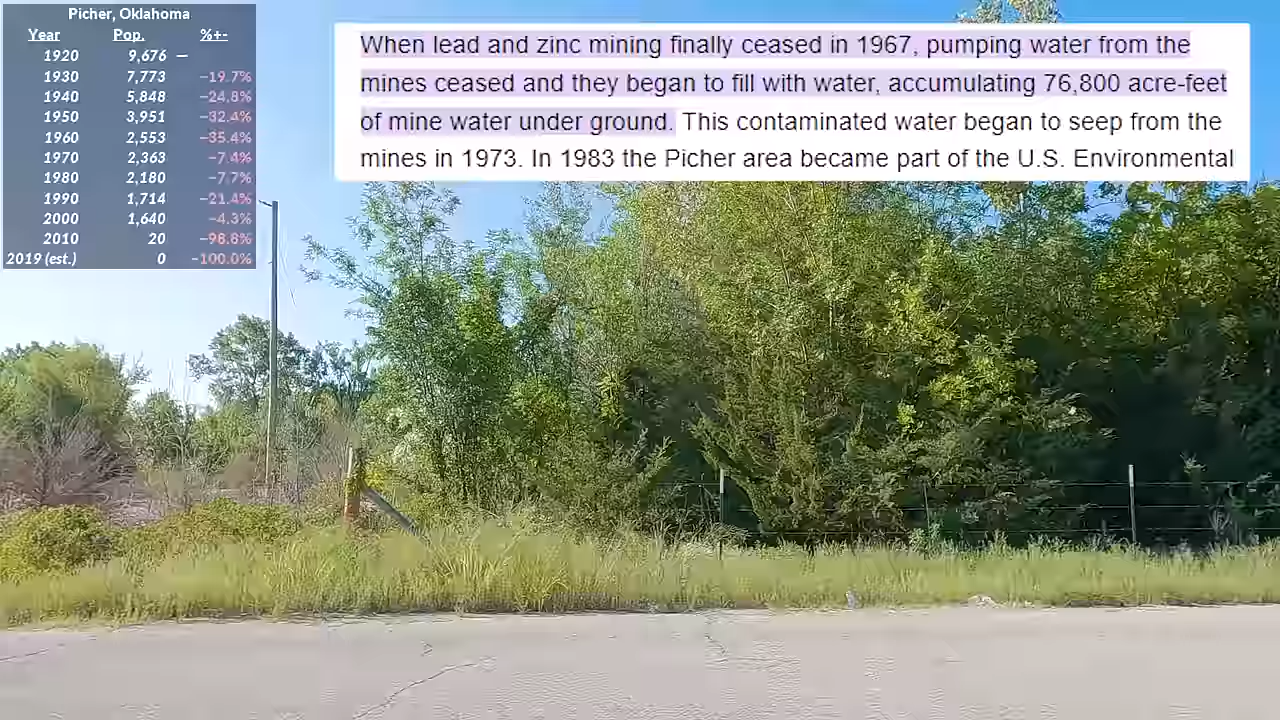 Picher, Oklahoma
Year Pop. %+-
1920 9,676 —
1930 7,773 −19.7%
1940 5,848 −24.8%
1950 3,951 −32.4%
1960 2,553 −35.4%
1970 2,363 −7.4%
1980 2,180 −7.7%
1990 1,714 −21.4%
2000 1,640 −4.3%
2010 20 −98.8%
2019 (est.) 0 −100.0%
When lead and zinc mining finally ceased in 1967, pumping water from the
mines ceased and they began to fill with water, accumulating 76,800 acre-feet
of mine water under ground. This contaminated water began to seep from the
mines in 1973. In 1983 the Picher area became part of the U.S. Environmental